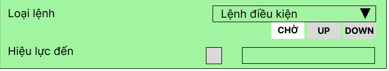 Loại lệnh Lệnh điều kiện ▼
CHỜ UP DOWN
Hiệu lực đến